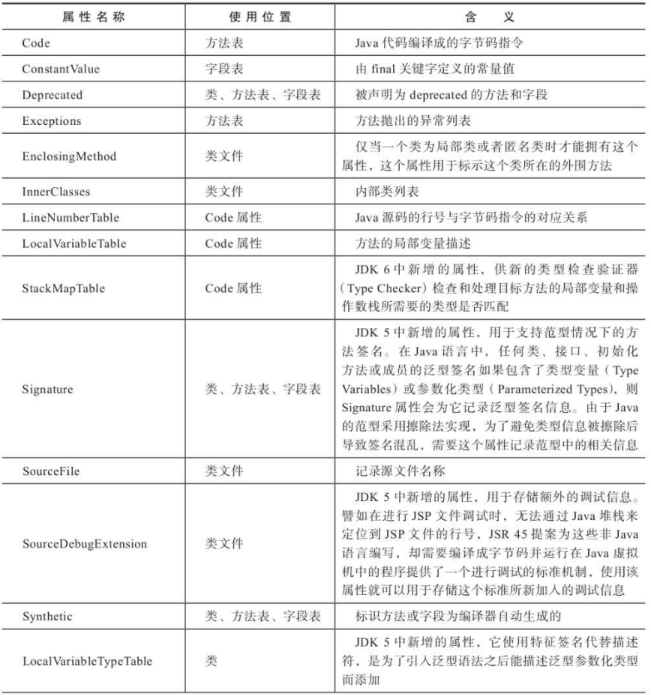 属性名称 使用位置 含 义
Code 方法表 Java 代码编译成的字节码指令
ConstantValue 字段表 由 final 关键字定义的常量值
Deprecated 类、方法表、字段表 被声明为 deprecated 的方法和字段
Exceptions 方法表 方法抛出的异常列表
EnclosingMethod 类文件 仅当一个类为局部类或者匿名类时才能拥有这个
属性，这个属性用于标示这个类所在的外围方法
InnerClasses 类文件 内部类列表
LineNumberTable Code 属性 Java 源码的行号与字节码指令的对应关系
LocalVariableTable Code 属性 方法的局部变量描述
StackMapTable Code 属性 JDK 6 中新增的属性，供新的类型检查验证器
（Type Checker）检查和处理目标方法的局部变量和操
作数栈所需要的类型是否匹配
Signature 类、方法表、字段表 JDK 5 中新增的属性，用于支持范型情况下的方
法签名。在 Java 语言中，任何类、接口、初始化
方法或成员的泛型签名如果包含了类型变量（Type
Variables）或参数化类型（Parameterized Types），则
Signature 属性会为它记录泛型签名信息。由于 Java
的范型采用擦除法实现，为了避免类型信息被擦除后
导致签名混乱，需要这个属性记录范型中的相关信息
SourceFile 类文件 记录源文件名称
SourceDebugExtension 类文件 JDK 5 中新增的属性，用于存储额外的调试信息。
譬如在进行 JSP 文件调试时，无法通过 Java 堆栈来
定位到 JSP 文件的行号，JSR 45 提案为这些非 Java
语言编写，却需要编译成字节码并运行在 Java 虚拟
机中的程序提供了一个进行调试的标准机制，使用该
属性就可以用于存储这个标准所新加入的调试信息
Synthetic 类、方法表、字段表 标识方法或字段为编译器自动生成的
LocalVariableTypeTable 类 JDK 5 中新增的属性，它使用特征签名代替描述
符，是为了引入泛型语法之后能描述泛型参数化类型
而添加